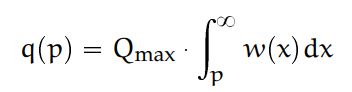 q(p) = Q_max · ∫_p^∞ w(x) dx